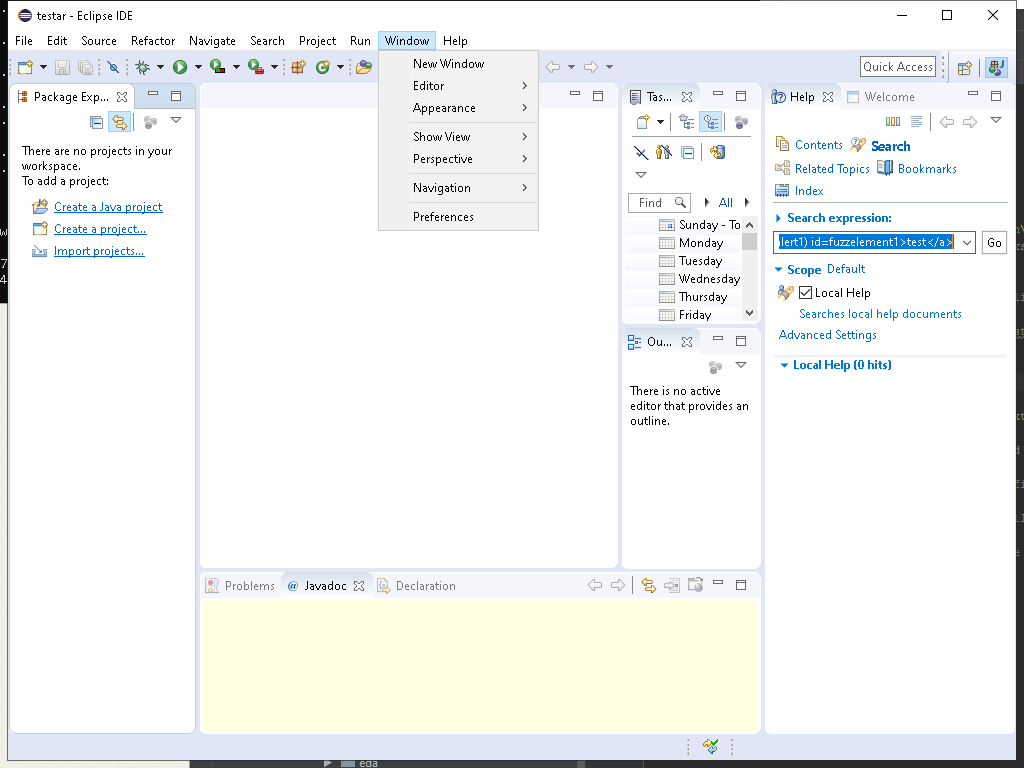 testar - Eclipse IDE
File Edit Source Refactor Navigate Search Project Run Window Help
Quick Access
New Window
Editor
Appearance
Show View
Perspective
Navigation
Preferences
Package Exp...
There are no projects in your
workspace.
To add a project:
Create a Java project
Create a project...
Import projects...
Tas...
Find All
Sunday - To
Monday
Tuesday
Wednesday
Thursday
Friday
Ou...
There is no active
editor that provides an
outline.
Help Welcome
Contents Search
Related Topics Bookmarks
Index
Search expression:
lert1) id=fuzzelement1>test</a> Go
Scope Default
Local Help
Searches local help documents
Advanced Settings
Local Help (0 hits)
Problems @ Javadoc Declaration
eda